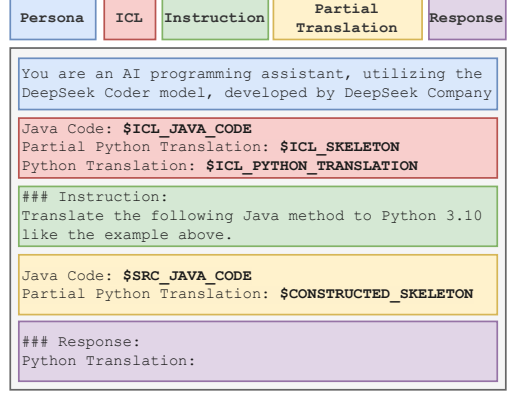 Persona
ICL
Instruction
Partial
Translation
Response
You are an AI programming assistant, utilizing the
DeepSeek Coder model, developed by DeepSeek Company
Java Code: $ICL_JAVA_CODE
Partial Python Translation: $ICL_SKELETON
Python Translation: $ICL_PYTHON_TRANSLATION
### Instruction:
Translate the following Java method to Python 3.10
like the example above.
Java Code: $SRC_JAVA_CODE
Partial Python Translation: $CONSTRUCTED_SKELETON
### Response:
Python Translation: